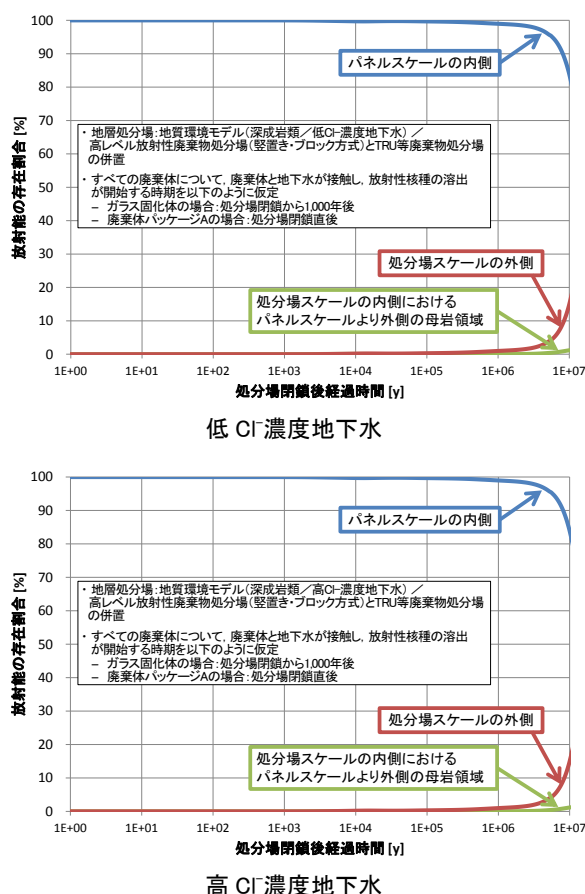 100
90
80
70
60
50
40
30
20
10
0
放射能の存在割合 [%]
パネルスケールの内側
・ 地層処分場：地質環境モデル（深成岩類／低Cl⁻濃度地下水）／
高レベル放射性廃棄物処分場（竪置き・ブロック方式）とTRU等廃棄物処分場
の併置
・ すべての廃棄体について，廃棄体と地下水が接触し，放射性核種の溶出
が開始する時期を以下のように仮定
– ガラス固化体の場合：処分場閉鎖から1,000年後
– 廃棄体パッケージAの場合：処分場閉鎖直後
処分場スケールの外側
処分場スケールの内側における
パネルスケールより外側の母岩領域
1E+00 1E+01 1E+02 1E+03 1E+04 1E+05 1E+06 1E+07
処分場閉鎖後経過時間 [y]
低 Cl⁻濃度地下水
100
90
80
70
60
50
40
30
20
10
0
放射能の存在割合 [%]
パネルスケールの内側
・ 地層処分場：地質環境モデル（深成岩類／高Cl⁻濃度地下水）／
高レベル放射性廃棄物処分場（竪置き・ブロック方式）とTRU等廃棄物処分場
の併置
・ すべての廃棄体について，廃棄体と地下水が接触し，放射性核種の溶出
が開始する時期を以下のように仮定
– ガラス固化体の場合：処分場閉鎖から1,000年後
– 廃棄体パッケージAの場合：処分場閉鎖直後
処分場スケールの外側
処分場スケールの内側における
パネルスケールより外側の母岩領域
1E+00 1E+01 1E+02 1E+03 1E+04 1E+05 1E+06 1E+07
処分場閉鎖後経過時間 [y]
高 Cl⁻濃度地下水